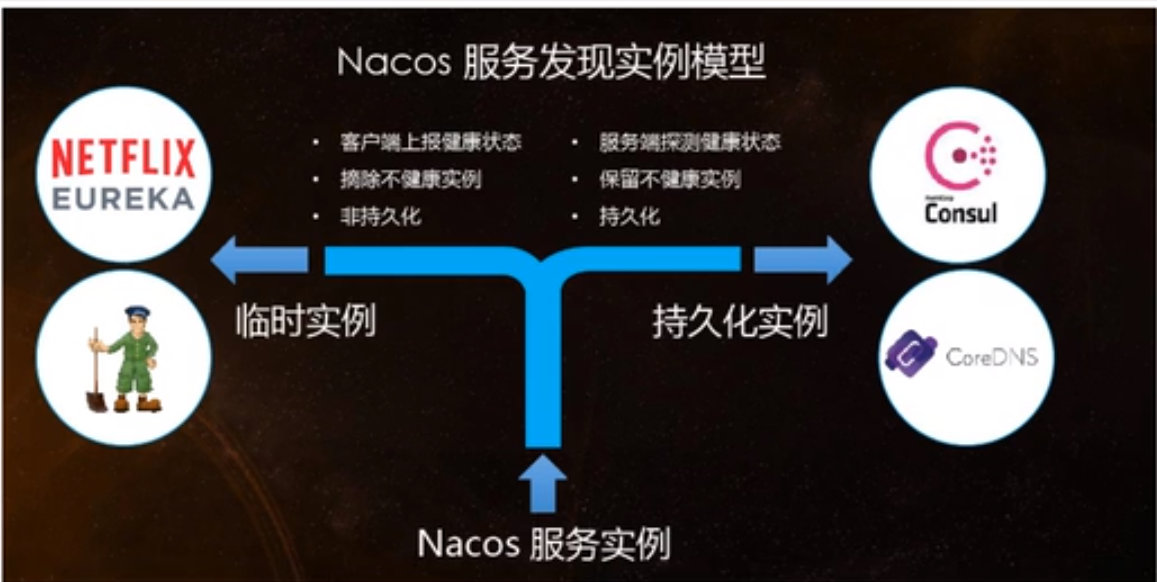 Nacos 服务发现实例模型
NETFLIX
EUREKA
• 客户端上报健康状态
• 摘除不健康实例
• 非持久化
• 服务端探测健康状态
• 保留不健康实例
• 持久化
Consul
临时实例
持久化实例
CoreDNS
Nacos 服务实例